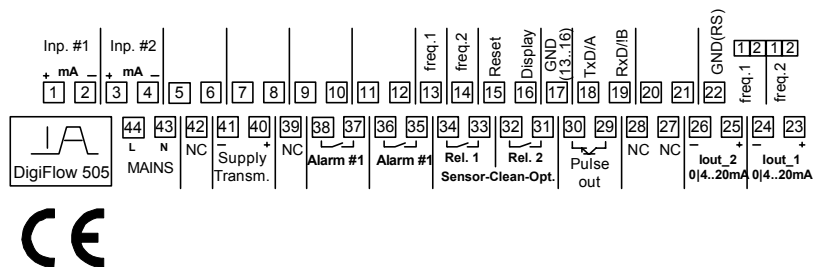 Inp. #1 Inp. #2
+ mA – + mA –
freq.1 freq.2 Reset Display GND (13..16) TxD/A RxD/!B GND(RS)
1 2 1 2
freq.1 freq.2
1 2 3 4 5 6 7 8 9 10 11 12 13 14 15 16 17 18 19 20 21 22
44 43 42 41 40 39 38 37 36 35 34 33 32 31 30 29 28 27 26 25 24 23
L N – + – + – +
DigiFlow 505
MAINS NC Supply Transm. NC Alarm #1 Alarm #1 Rel. 1 Rel. 2 Pulse out NC NC Iout_2 Iout_1
Sensor-Clean-Opt. 0|4..20mA 0|4..20mA
CE